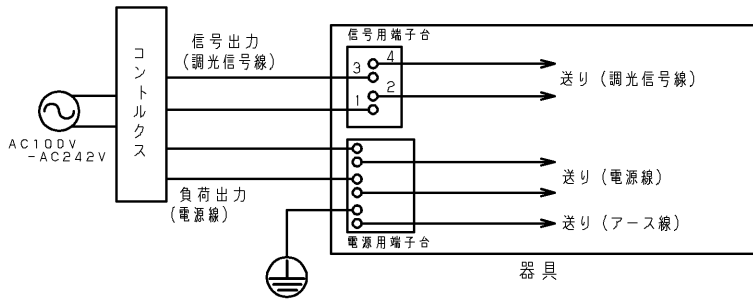 AC100V
-AC242V
コントルクス
信号出力
(調光信号線)
負荷出力
(電源線)
信号用端子台
3
4
1
2
電源用端子台
送り(調光信号線)
送り(電源線)
送り(アース線)
器具